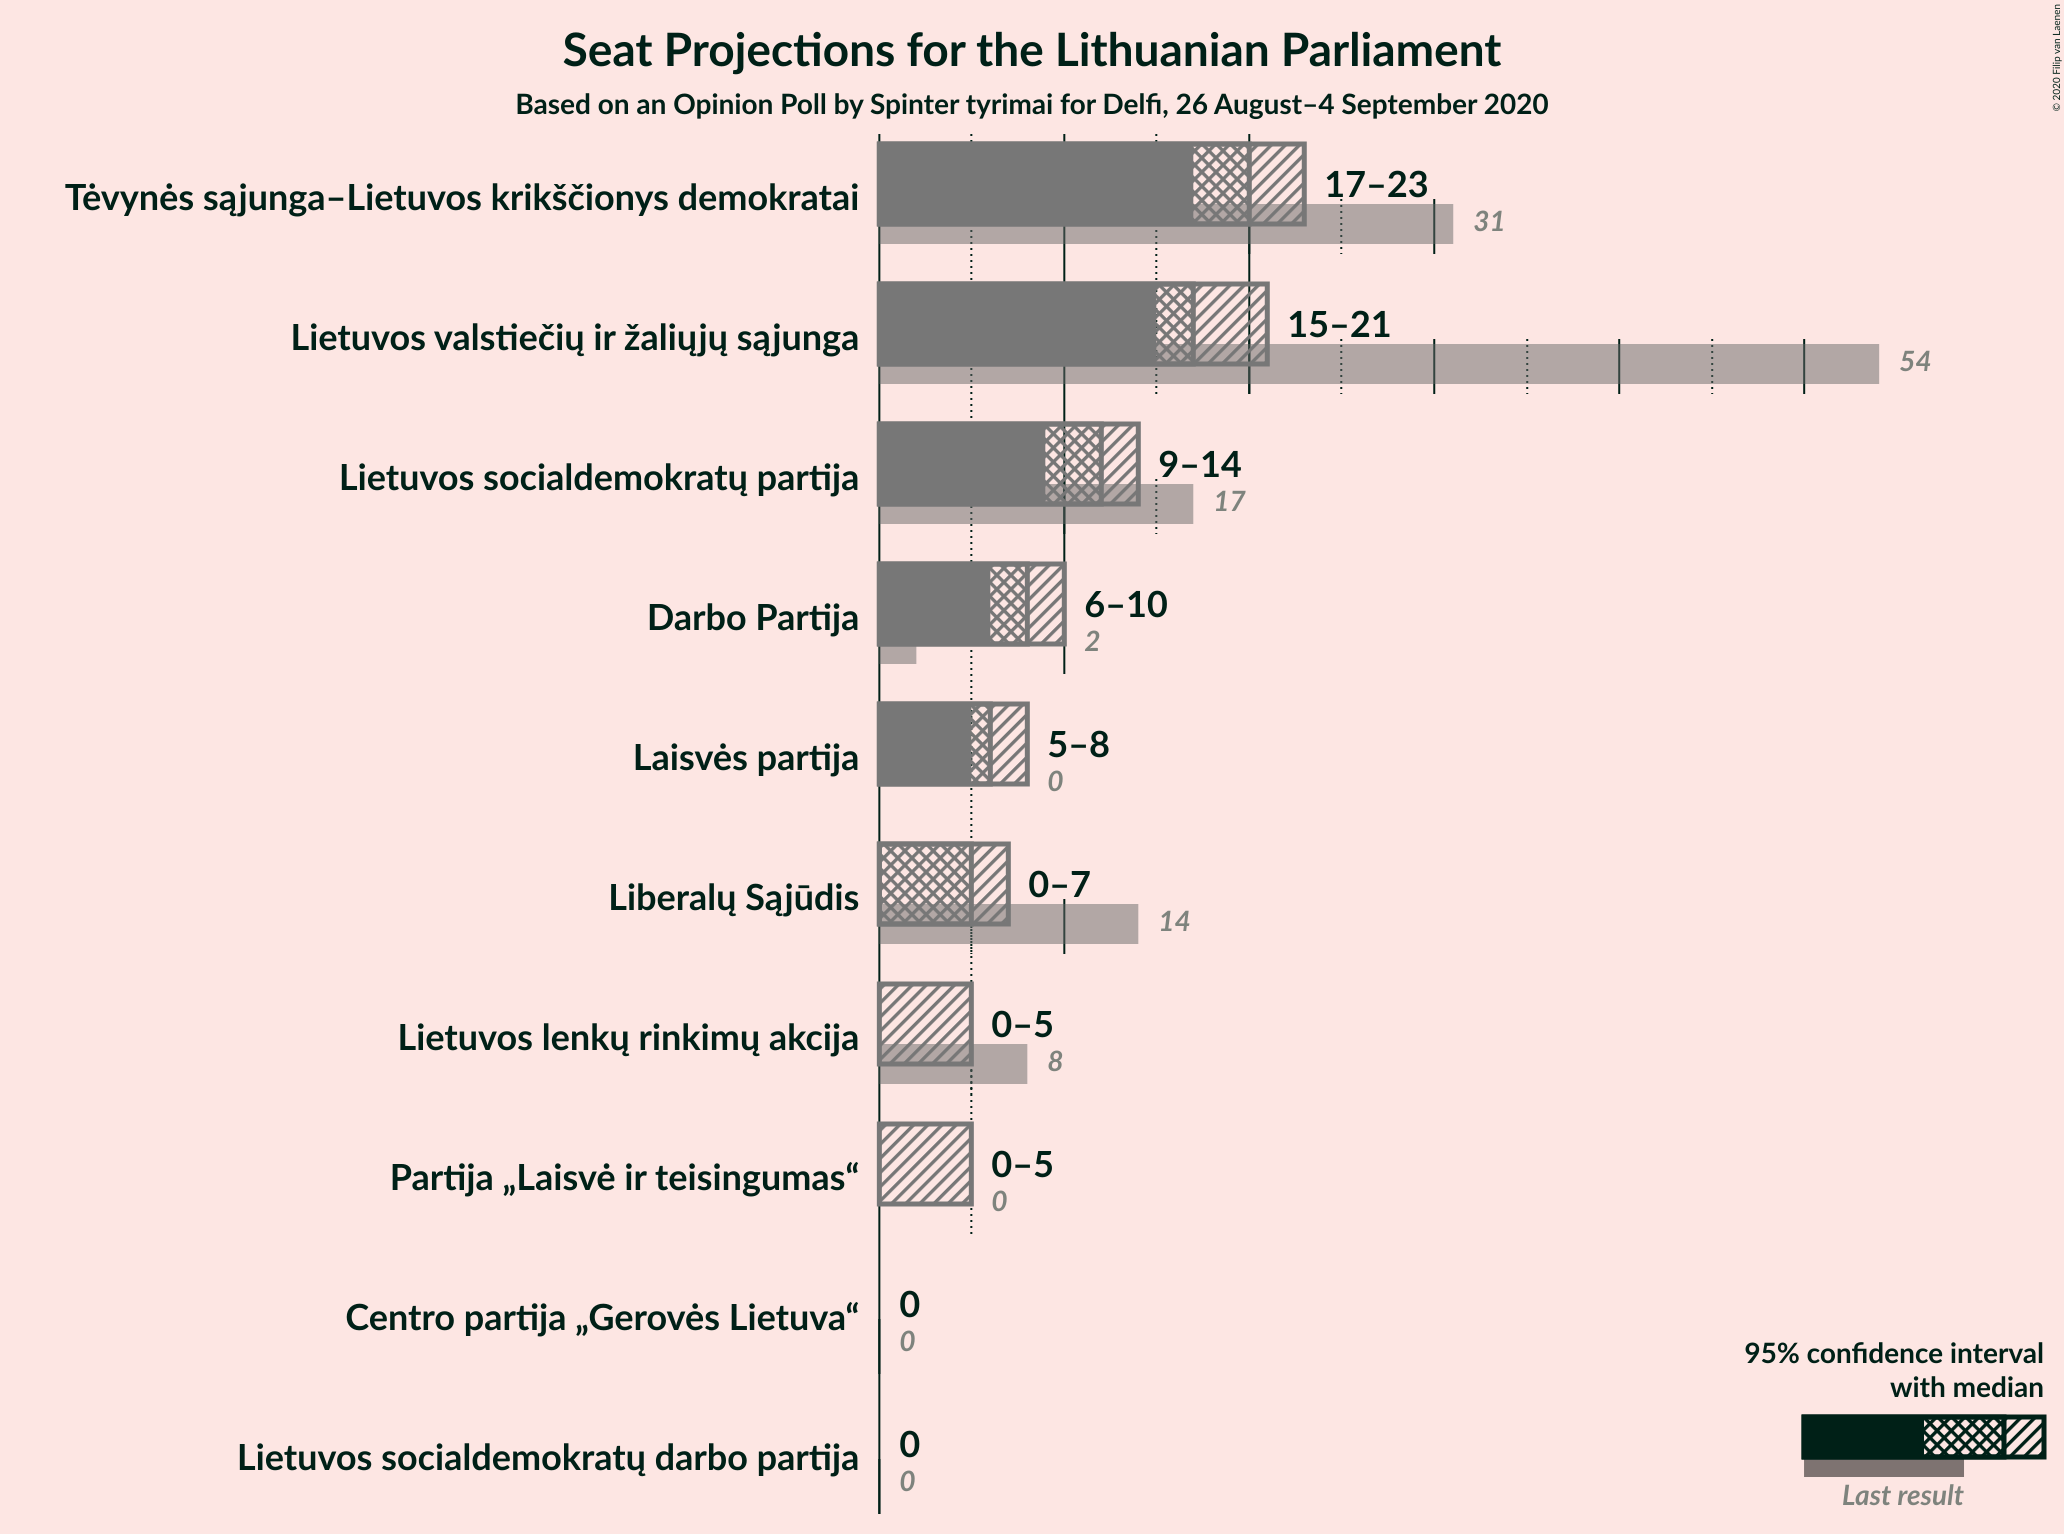 Seat Projections for the Lithuanian Parliament
Based on an Opinion Poll by Spinter tyrimai for Delfi, 26 August–4 September 2020
© 2020 Filip van Laenen
Tėvynės sąjunga–Lietuvos krikščionys demokratai
17–23
31
Lietuvos valstiečių ir žaliųjų sąjunga
15–21
54
Lietuvos socialdemokratų partija
9–14
17
Darbo Partija
6–10
2
Laisvės partija
5–8
0
Liberalų Sąjūdis
0–7
14
Lietuvos lenkų rinkimų akcija
0–5
8
Partija „Laisvė ir teisingumas“
0–5
0
Centro partija „Gerovės Lietuva“
0
0
Lietuvos socialdemokratų darbo partija
0
0
95% confidence interval
with median
Last result